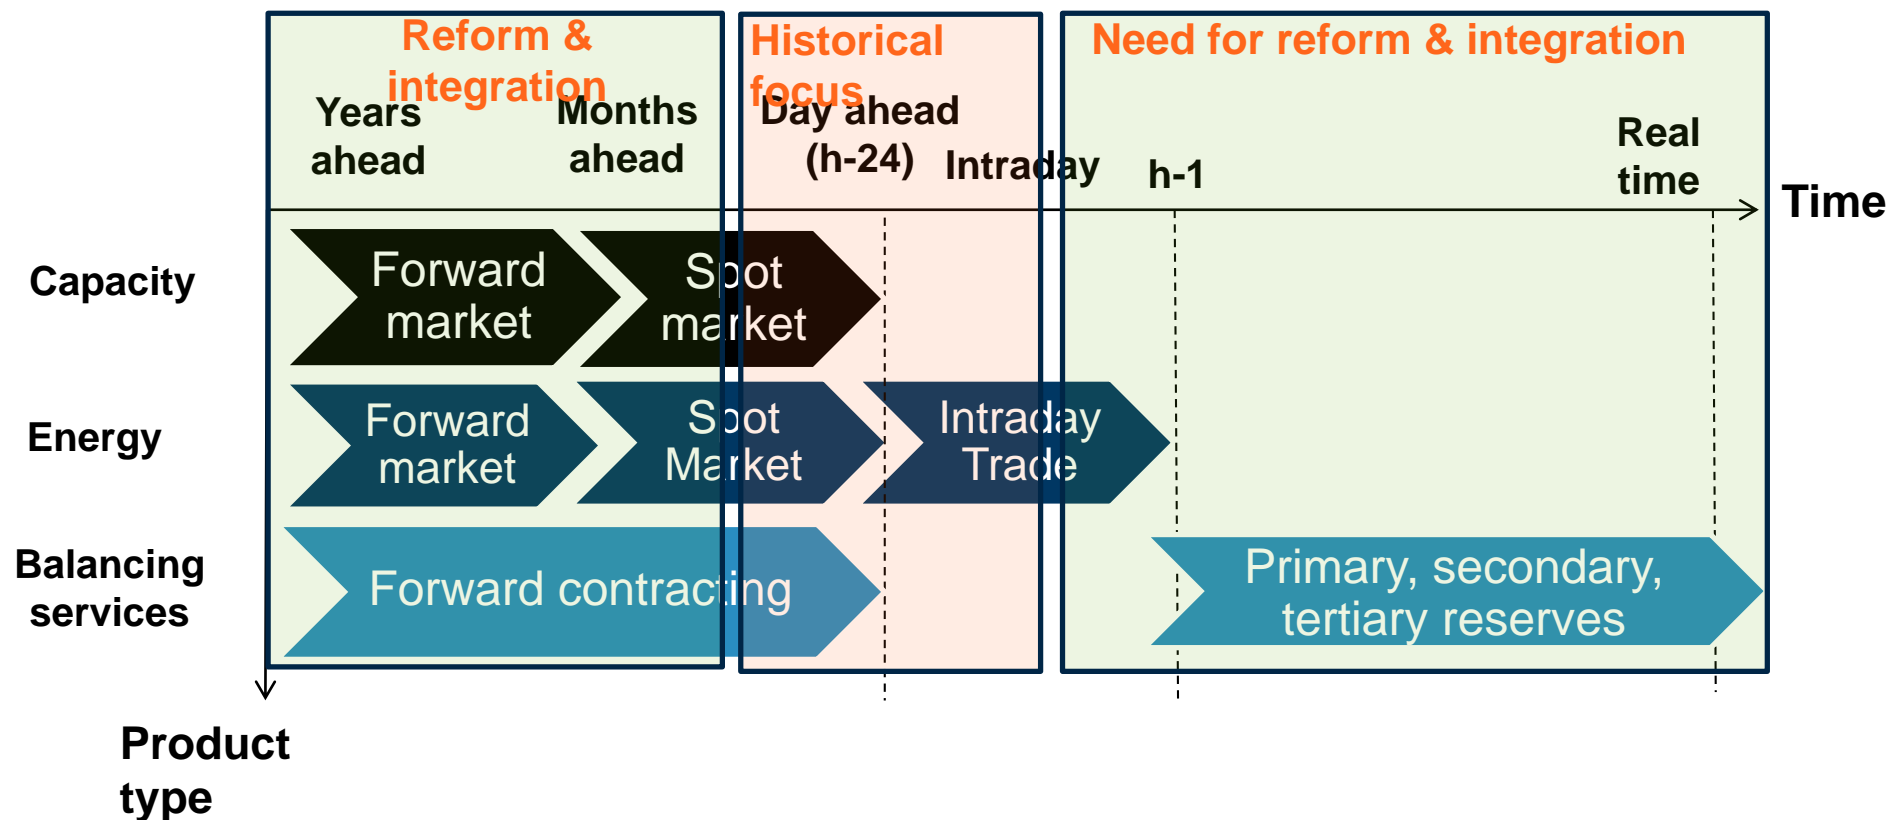 Reform &
integration
Historical
focus
Need for reform & integration
Years
ahead
Months
ahead
Day ahead
(h-24)
Intraday
h-1
Real
time
Time
Capacity
Forward
market
Spot
market
Energy
Forward
market
Spot
Market
Intraday
Trade
Balancing
services
Forward contracting
Primary, secondary,
tertiary reserves
Product
type